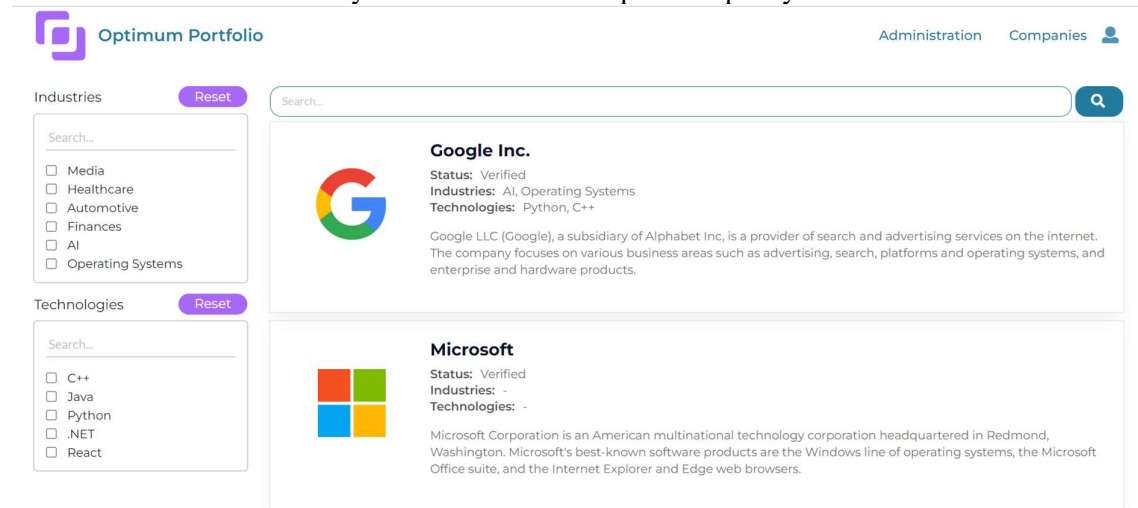 Optimum Portfolio
Administration
Companies
Industries
Reset
Search...
Media
Healthcare
Automotive
Finances
AI
Operating Systems
Technologies
Reset
Search...
C++
Java
Python
.NET
React
Search...
Google Inc.
Status: Verified
Industries: AI, Operating Systems
Technologies: Python, C++
Google LLC (Google), a subsidiary of Alphabet Inc, is a provider of search and advertising services on the internet.
The company focuses on various business areas such as advertising, search, platforms and operating systems, and
enterprise and hardware products.
Microsoft
Status: Verified
Industries: -
Technologies: -
Microsoft Corporation is an American multinational technology corporation headquartered in Redmond,
Washington. Microsoft's best-known software products are the Windows line of operating systems, the Microsoft
Office suite, and the Internet Explorer and Edge web browsers.